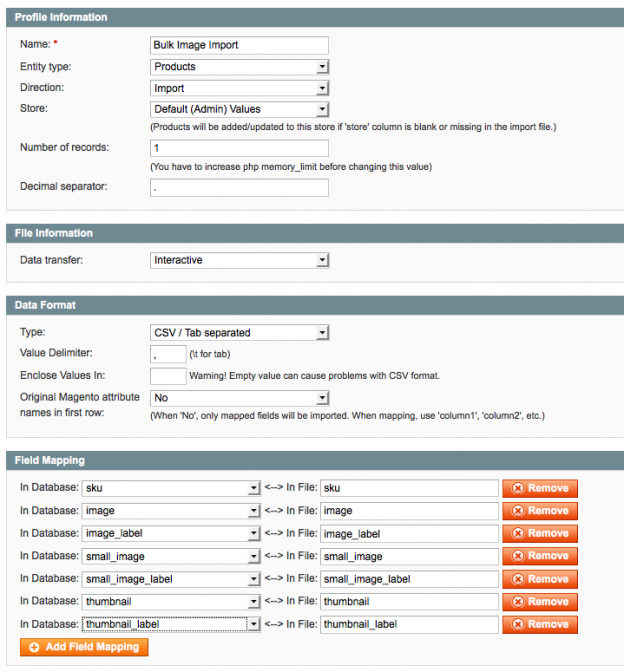 Profile Information
Name: * Bulk Image Import
Entity type: Products
Direction: Import
Store: Default (Admin) Values
(Products will be added/updated to this store if 'store' column is blank or missing in the import file.)
Number of records: 1
(You have to increase php memory_limit before changing this value)
Decimal separator: .
File Information
Data transfer: Interactive
Data Format
Type: CSV / Tab separated
Value Delimiter: , (\t for tab)
Enclose Values In: Warning! Empty value can cause problems with CSV format.
Original Magento attribute No
names in first row: (When 'No', only mapped fields will be imported. When mapping, use 'column1', 'column2', etc.)
Field Mapping
In Database: sku <--> In File: sku Remove
In Database: image <--> In File: image Remove
In Database: image_label <--> In File: image_label Remove
In Database: small_image <--> In File: small_image Remove
In Database: small_image_label <--> In File: small_image_label Remove
In Database: thumbnail <--> In File: thumbnail Remove
In Database: thumbnail_label <--> In File: thumbnail_label Remove
Add Field Mapping